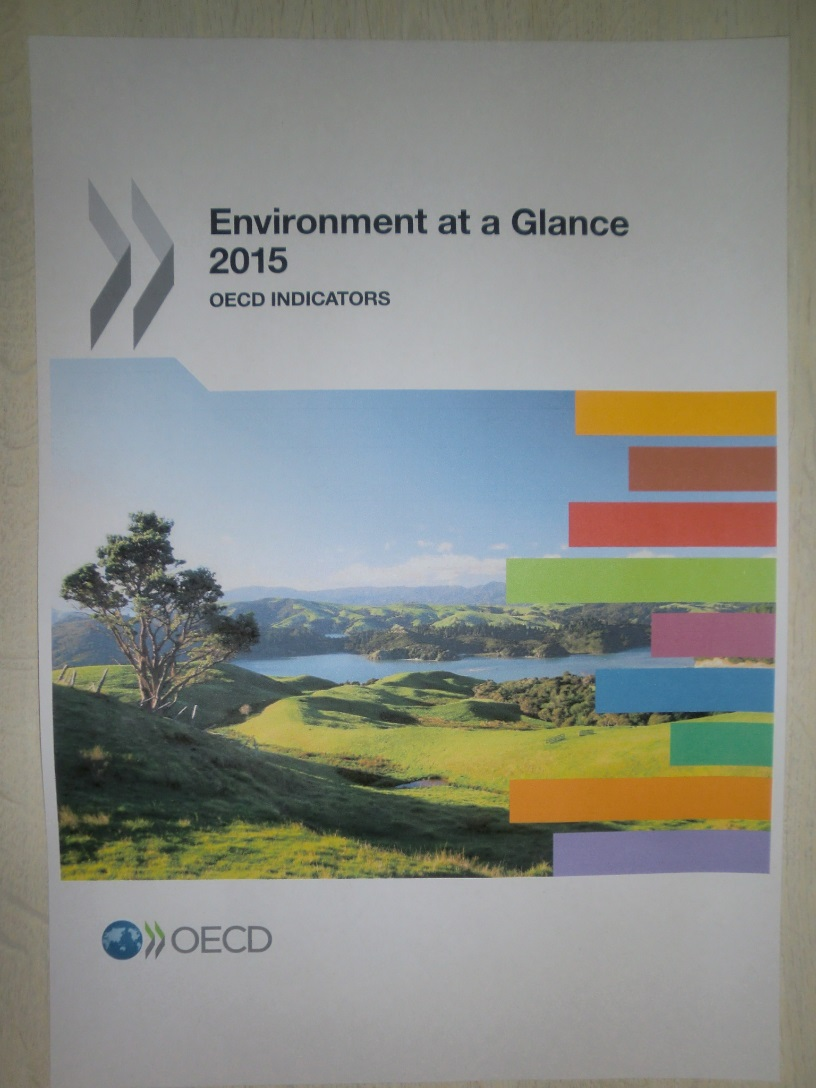 Environment at a Glance
2015
OECD INDICATORS
OECD